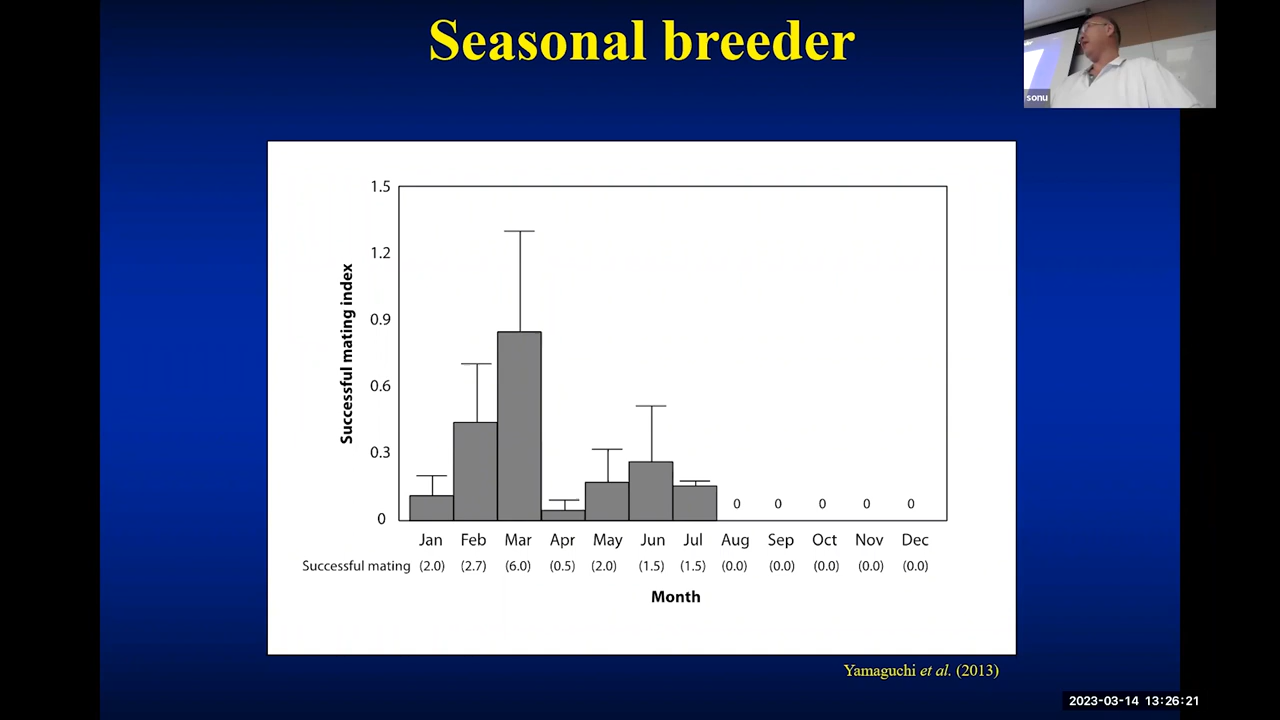 Seasonal breeder
sonu
1.5
1.2
0.9
0.6
0.3
0
Successful mating index
0 0 0 0 0
Jan Feb Mar Apr May Jun Jul Aug Sep Oct Nov Dec
Successful mating (2.0) (2.7) (6.0) (0.5) (2.0) (1.5) (1.5) (0.0) (0.0) (0.0) (0.0) (0.0)
Month
Yamaguchi et al. (2013)
2023-03-14 13:26:21